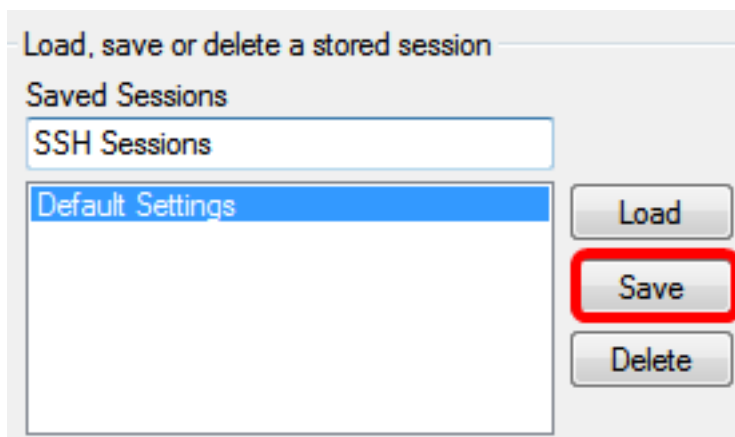 Load, save or delete a stored session
Saved Sessions
SSH Sessions
Default Settings
Load
Save
Delete